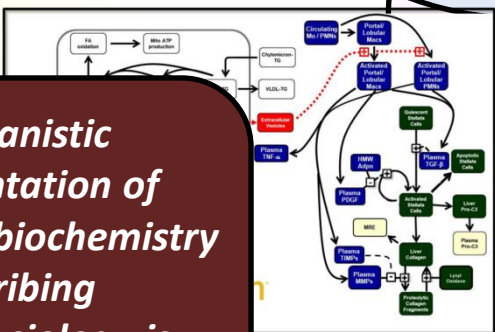 FA
oxidation
Mito ATP
production
Chylomicron-
TG
VLDL-TG
Extracellular
Vesicles
Circulating
Mo / PMNs
Portal/
Lobular
Macs
Activated
Portal/
Lobular
Macs
Activated
Portal/
Lobular
PMNs
Plasma
TNF-α
HMW
Adpn
Plasma
PDGF
Plasma
TGF-β
Quiescent
Stellate
Cells
Apoptotic
Stellate
Cells
Activated
Stellate
Cells
Liver
Pro-C3
Plasma
Pro-C3
MRE
Liver
Collagen
Plasma
TIMPs
Plasma
MMPs
Lysyl
Oxidase
Proteolytic
Collagen
Fragments
anistic
ntation of
biochemistry
ribing